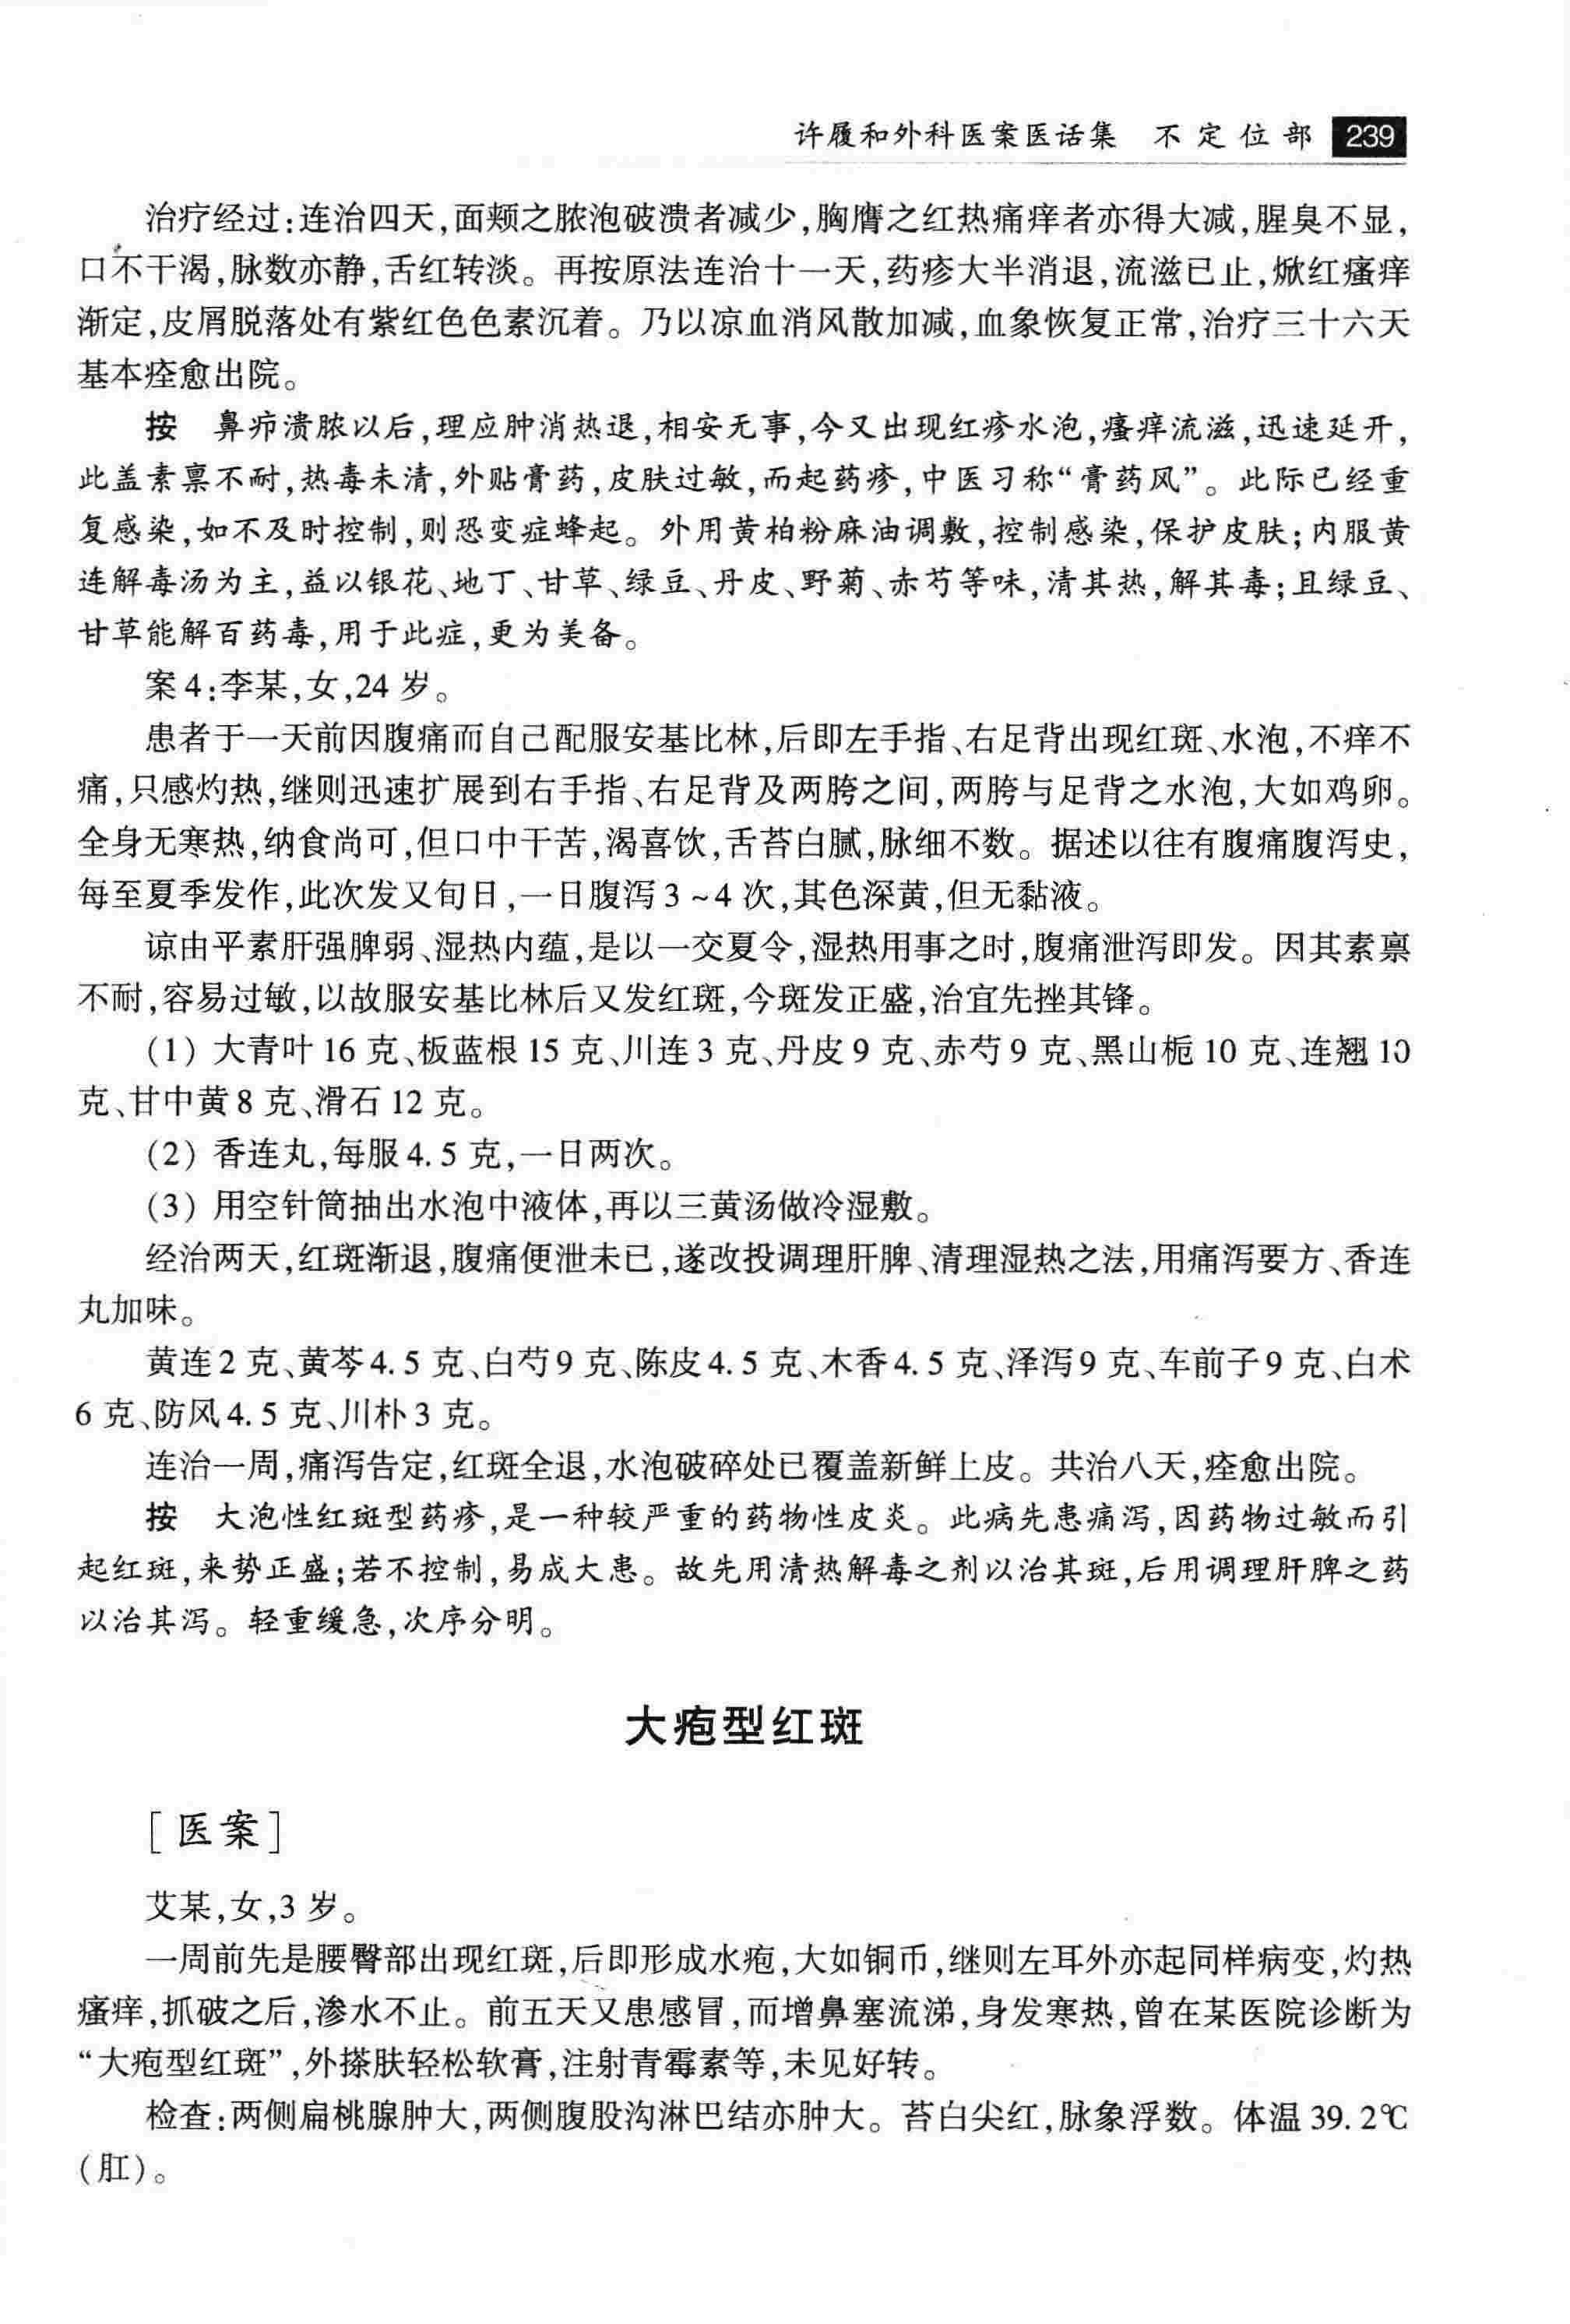 许履和外科医案医话集 不定位部 239
治疗经过:连治四天,面颊之脓泡破溃者减少,胸膺之红热痛痒者亦得大减,腥臭不显,
口不干渴,脉数亦静,舌红转淡。再按原法连治十一天,药疹大半消退,流滋已止,焮红瘙痒
渐定,皮屑脱落处有紫红色色素沉着。乃以凉血消风散加减,血象恢复正常,治疗三十六天
基本痊愈出院。
按 鼻疖溃脓以后,理应肿消热退,相安无事,今又出现红疹水泡,瘙痒流滋,迅速延开,
此盖素禀不耐,热毒未清,外贴膏药,皮肤过敏,而起药疹,中医习称“膏药风”。此际已经重
复感染,如不及时控制,则恐变症蜂起。外用黄柏粉麻油调敷,控制感染,保护皮肤;内服黄
连解毒汤为主,益以银花、地丁、甘草、绿豆、丹皮、野菊、赤芍等味,清其热,解其毒;且绿豆、
甘草能解百药毒,用于此症,更为美备。
案4:李某,女,24 岁。
患者于一天前因腹痛而自己配服安基比林,后即左手指、右足背出现红斑、水泡,不痒不
痛,只感灼热,继则迅速扩展到右手指、右足背及两胯之间,两胯与足背之水泡,大如鸡卵。
全身无寒热,纳食尚可,但口中干苦,渴喜饮,舌苔白腻,脉细不数。据述以往有腹痛腹泻史,
每至夏季发作,此次发又旬日,一日腹泻3~4 次,其色深黄,但无黏液。
谅由平素肝强脾弱、湿热内蕴,是以一交夏令,湿热用事之时,腹痛泄泻即发。因其素禀
不耐,容易过敏,以故服安基比林后又发红斑,今斑发正盛,治宜先挫其锋。
(1) 大青叶 16 克、板蓝根 15 克、川连 3 克、丹皮 9 克、赤芍 9 克、黑山栀 10 克、连翘 10
克、甘中黄 8 克、滑石 12 克。
(2) 香连丸,每服 4.5 克,一日两次。
(3) 用空针筒抽出水泡中液体,再以三黄汤做冷湿敷。
经治两天,红斑渐退,腹痛便泄未已,遂改投调理肝脾、清理湿热之法,用痛泻要方、香连
丸加味。
黄连 2 克、黄芩 4.5 克、白芍 9 克、陈皮 4.5 克、木香 4.5 克、泽泻 9 克、车前子 9 克、白术
6 克、防风 4.5 克、川朴 3 克。
连治一周,痛泻告定,红斑全退,水泡破碎处已覆盖新鲜上皮。共治八天,痊愈出院。
按 大泡性红斑型药疹,是一种较严重的药物性皮炎。此病先患痛泻,因药物过敏而引
起红斑,来势正盛;若不控制,易成大患。故先用清热解毒之剂以治其斑,后用调理肝脾之药
以治其泻。轻重缓急,次序分明。
大疱型红斑
[医案]
艾某,女,3 岁。
一周前先是腰臀部出现红斑,后即形成水疱,大如铜币,继则左耳外亦起同样病变,灼热
瘙痒,抓破之后,渗水不止。前五天又患感冒,而增鼻塞流涕,身发寒热,曾在某医院诊断为
“大疱型红斑”,外搽肤轻松软膏,注射青霉素等,未见好转。
检查:两侧扁桃腺肿大,两侧腹股沟淋巴结亦肿大。苔白尖红,脉象浮数。体温 39.2℃
(肛)。